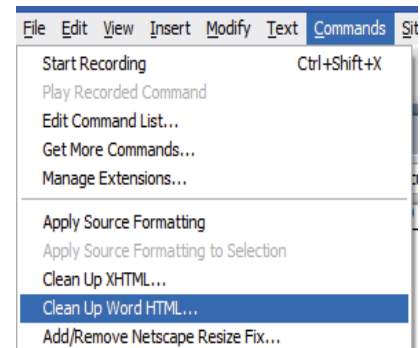 File Edit View Insert Modify Text Commands Sit
Start Recording Ctrl+Shift+X
Play Recorded Command
Edit Command List...
Get More Commands...
Manage Extensions...
Apply Source Formatting
Apply Source Formatting to Selection
Clean Up XHTML...
Clean Up Word HTML...
Add/Remove Netscape Resize Fix...